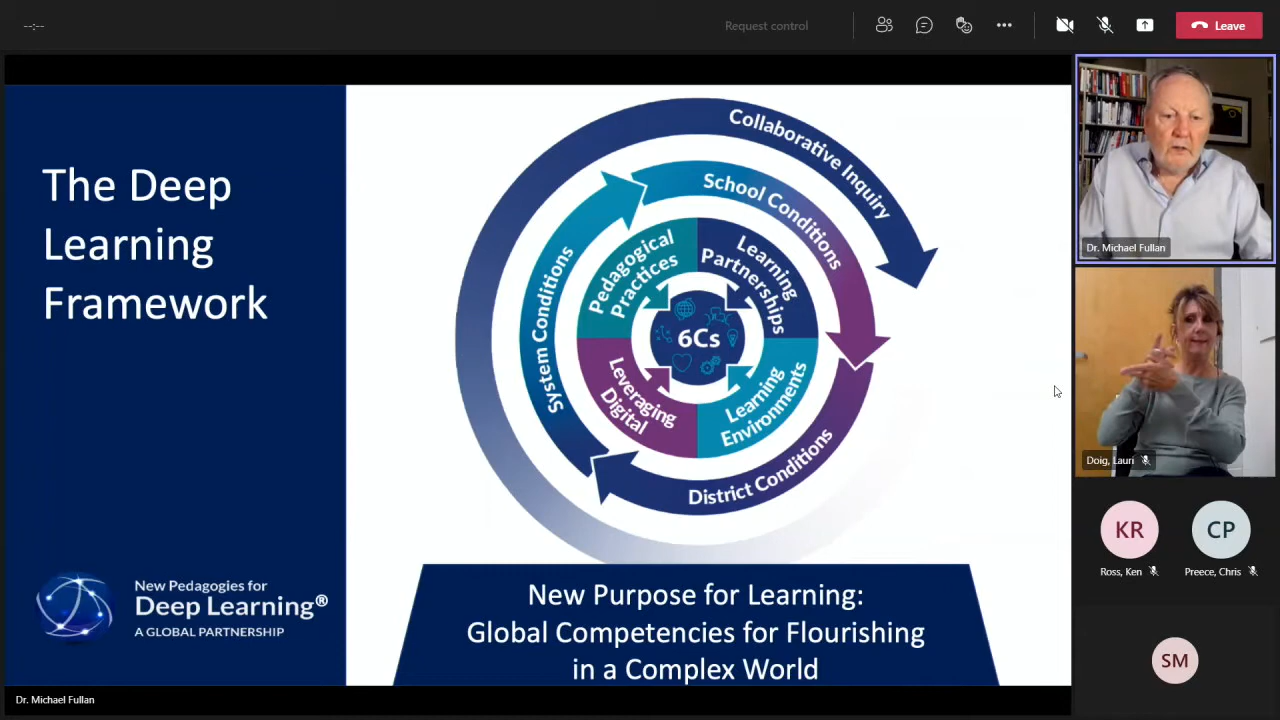 --:--
Request control
Leave
The Deep
Learning
Framework
Collaborative Inquiry
School Conditions
System Conditions
District Conditions
Pedagogical
Practices
Learning
Partnerships
6Cs
Leveraging
Digital
Learning
Environments
New Pedagogies for
Deep Learning®
A GLOBAL PARTNERSHIP
New Purpose for Learning:
Global Competencies for Flourishing
in a Complex World
Dr. Michael Fullan
Dr. Michael Fullan
Doig, Lauri
KR
CP
Ross, Ken
Preece, Chris
SM